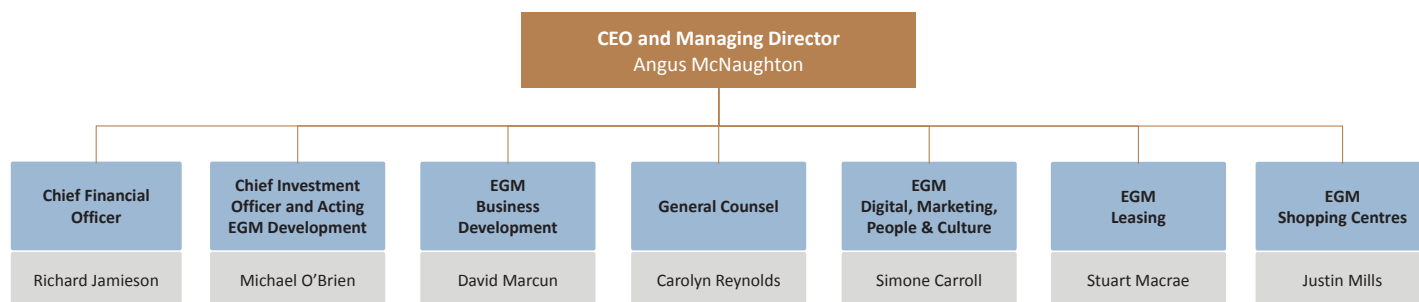 CEO and Managing Director
Angus McNaughton
Chief Financial
Officer
Richard Jamieson
Chief Investment
Officer and Acting
EGM Development
Michael O’Brien
EGM
Business
Development
David Marcun
General Counsel
Carolyn Reynolds
EGM
Digital, Marketing,
People & Culture
Simone Carroll
EGM
Leasing
Stuart Macrae
EGM
Shopping Centres
Justin Mills